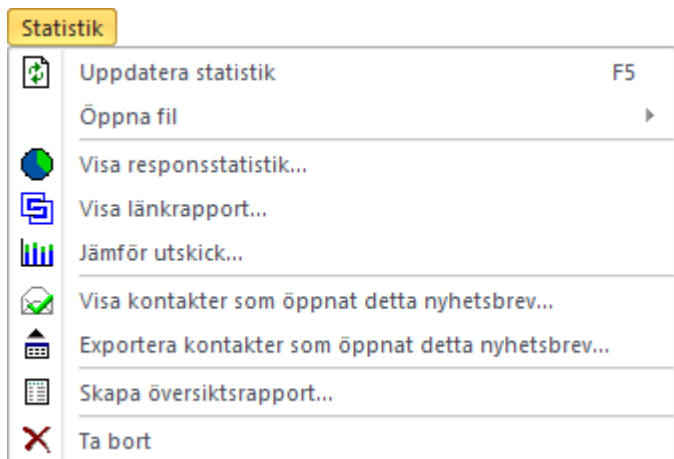 Statistik
Uppdatera statistik F5
Öppna fil
Visa responsstatistik...
Visa länkrapport...
Jämför utskick...
Visa kontakter som öppnat detta nyhetsbrev...
Exportera kontakter som öppnat detta nyhetsbrev...
Skapa översiktsrapport...
Ta bort